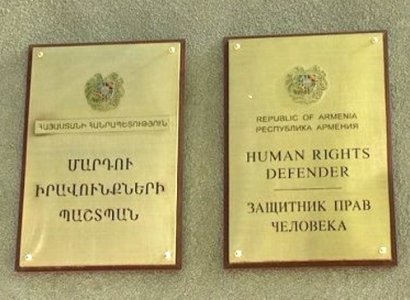 ՀԱՅԱՍՏԱՆԻ ՀԱՆՐԱՊԵՏՈՒԹՅՈՒՆ
ՄԱՐԴՈՒ
ԻՐԱՎՈՒՆՔՆԵՐԻ
ՊԱՇՏՊԱՆ
REPUBLIC OF ARMENIA
РЕСПУБЛИКА АРМЕНИЯ
HUMAN RIGHTS
DEFENDER
ЗАЩИТНИК ПРАВ
ЧЕЛОВЕКА